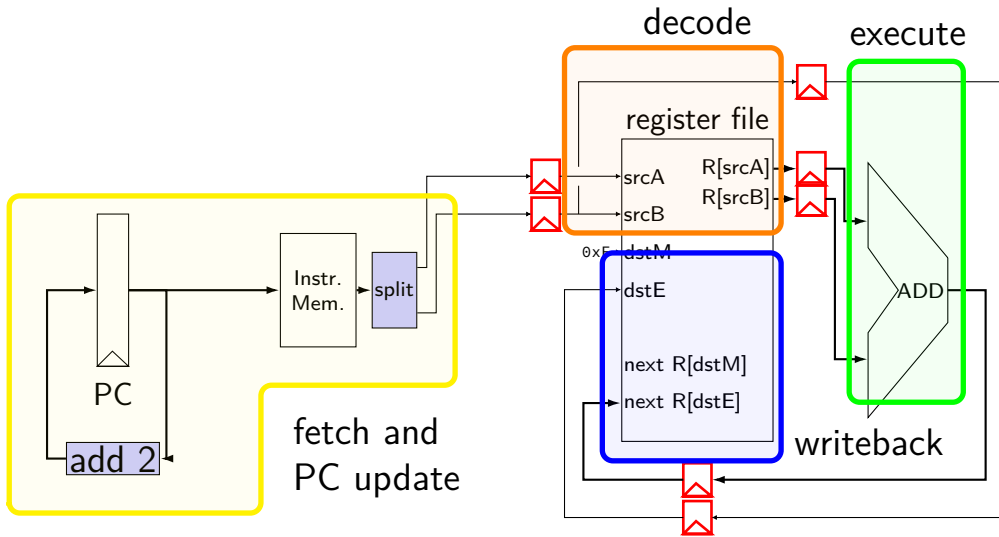 decode
execute
register file
srcA
R[srcA]
srcB
R[srcB]
0xF
dstM
dstE
Instr.
Mem.
split
ADD
PC
next R[dstM]
next R[dstE]
add 2
fetch and
PC update
writeback